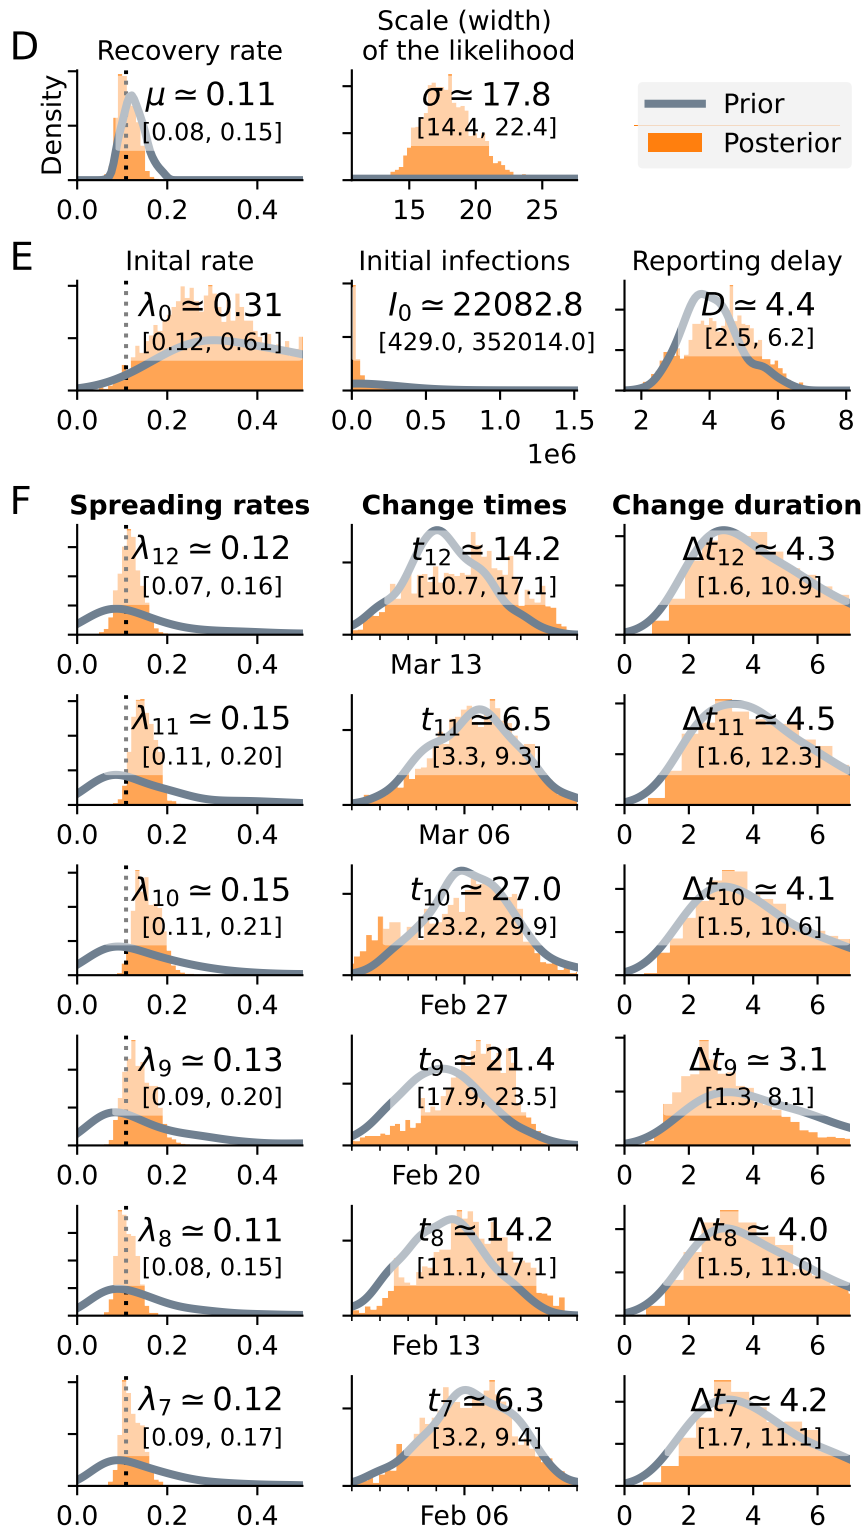 D
Recovery rate
Scale (width)
of the likelihood
Density
μ ≃ 0.11
[0.08, 0.15]
0.0 0.2 0.4
σ ≃ 17.8
[14.4, 22.4]
15 20 25
Prior
Posterior
E
Inital rate
λ0 ≃ 0.31
[0.12, 0.61]
0.0 0.2 0.4
Initial infections
I0 ≃ 22082.8
[429.0, 352014.0]
0.0 0.5 1.0 1.5
1e6
Reporting delay
D ≃ 4.4
[2.5, 6.2]
2 4 6 8
F
Spreading rates Change times Change duration
λ12 ≃ 0.12
[0.07, 0.16]
0.0 0.2 0.4
t12 ≃ 14.2
[10.7, 17.1]
Mar 13
Δt12 ≃ 4.3
[1.6, 10.9]
0 2 4 6
λ11 ≃ 0.15
[0.11, 0.20]
0.0 0.2 0.4
t11 ≃ 6.5
[3.3, 9.3]
Mar 06
Δt11 ≃ 4.5
[1.6, 12.3]
0 2 4 6
λ10 ≃ 0.15
[0.11, 0.21]
0.0 0.2 0.4
t10 ≃ 27.0
[23.2, 29.9]
Feb 27
Δt10 ≃ 4.1
[1.5, 10.6]
0 2 4 6
λ9 ≃ 0.13
[0.09, 0.20]
0.0 0.2 0.4
t9 ≃ 21.4
[17.9, 23.5]
Feb 20
Δt9 ≃ 3.1
[1.3, 8.1]
0 2 4 6
λ8 ≃ 0.11
[0.08, 0.15]
0.0 0.2 0.4
t8 ≃ 14.2
[11.1, 17.1]
Feb 13
Δt8 ≃ 4.0
[1.5, 11.0]
0 2 4 6
λ7 ≃ 0.12
[0.09, 0.17]
0.0 0.2 0.4
t7 ≃ 6.3
[3.2, 9.4]
Feb 06
Δt7 ≃ 4.2
[1.7, 11.1]
0 2 4 6